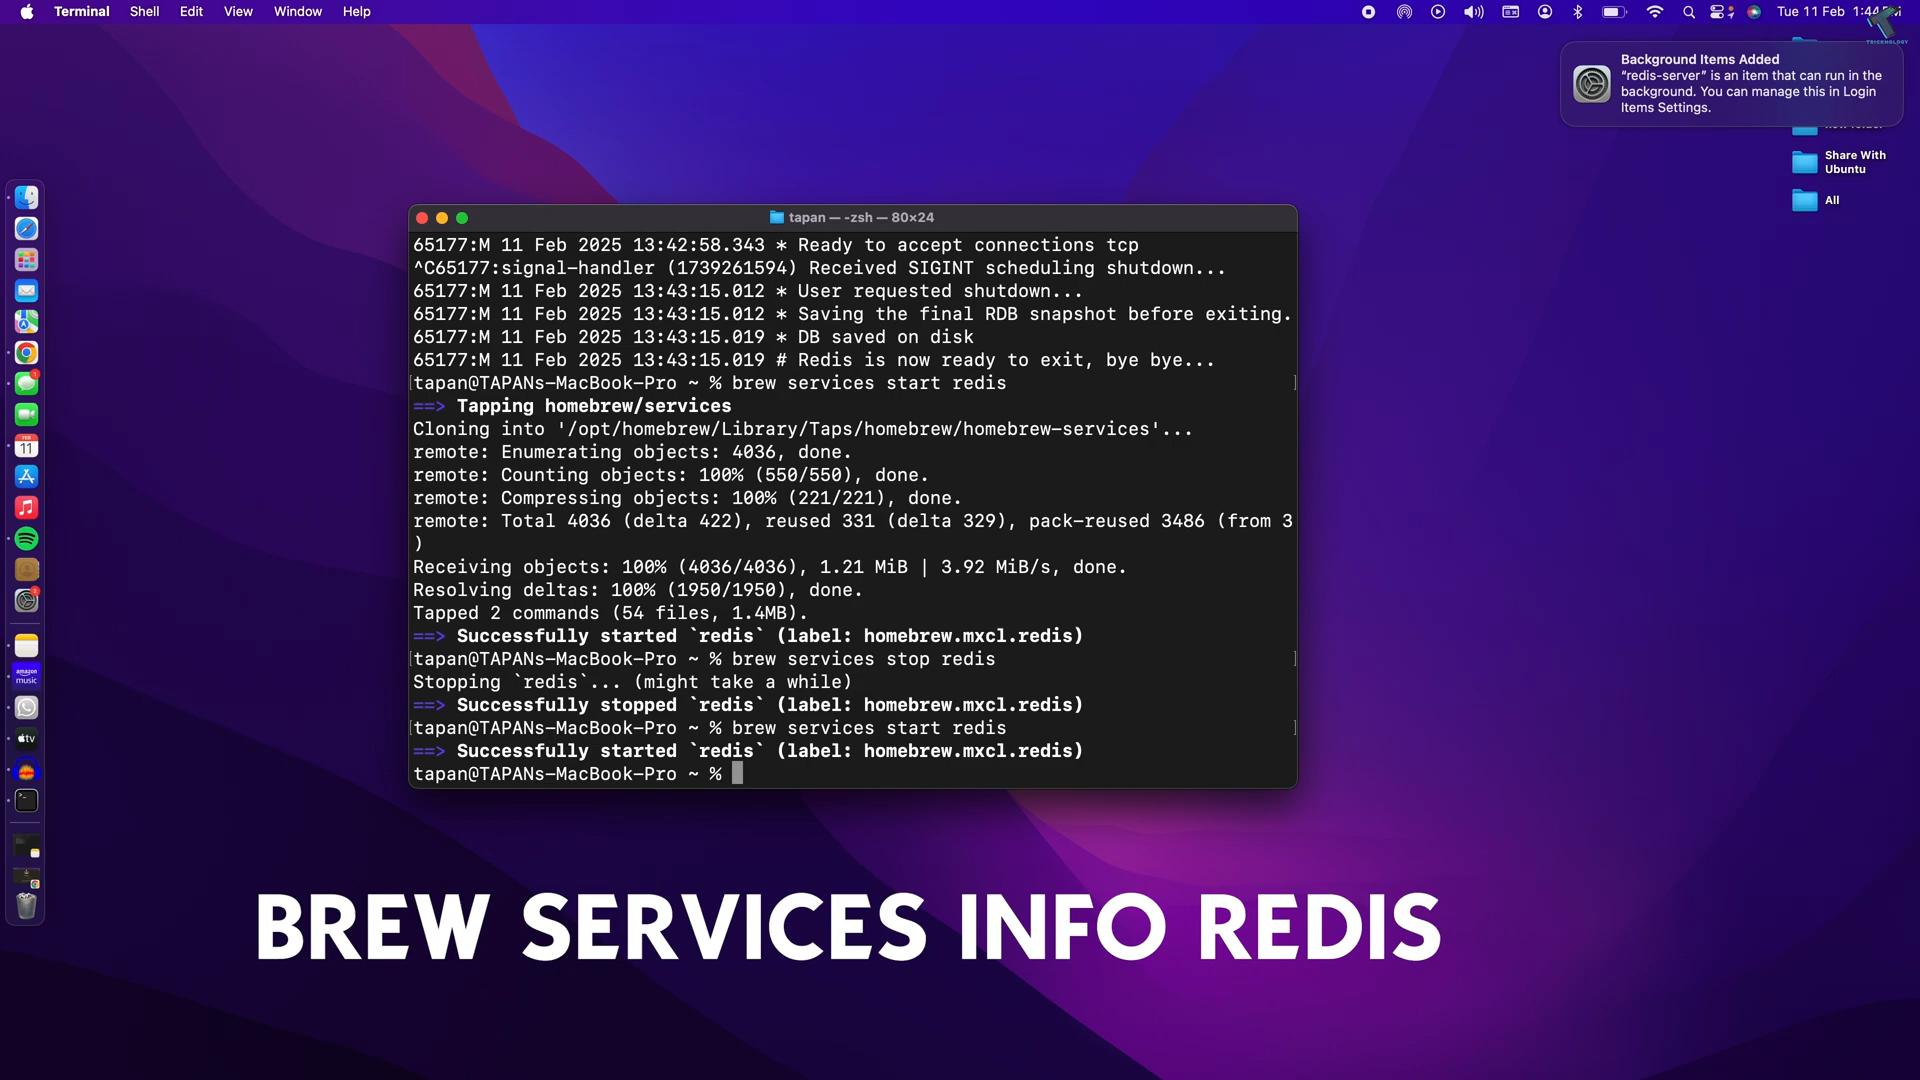 Terminal Shell Edit View Window Help
Tue 11 Feb 1:44
TRICKNOLOGY
Background Items Added
“redis-server” is an item that can run in the
background. You can manage this in Login
Items Settings.
Share With
Ubuntu
All
tapan — -zsh — 80×24
65177:M 11 Feb 2025 13:42:58.343 * Ready to accept connections tcp
^C65177:signal-handler (1739261594) Received SIGINT scheduling shutdown...
65177:M 11 Feb 2025 13:43:15.012 * User requested shutdown...
65177:M 11 Feb 2025 13:43:15.012 * Saving the final RDB snapshot before exiting.
65177:M 11 Feb 2025 13:43:15.019 * DB saved on disk
65177:M 11 Feb 2025 13:43:15.019 # Redis is now ready to exit, bye bye...
[tapan@TAPANs-MacBook-Pro ~ % brew services start redis ]
==> Tapping homebrew/services
Cloning into '/opt/homebrew/Library/Taps/homebrew/homebrew-services'...
remote: Enumerating objects: 4036, done.
remote: Counting objects: 100% (550/550), done.
remote: Compressing objects: 100% (221/221), done.
remote: Total 4036 (delta 422), reused 331 (delta 329), pack-reused 3486 (from 3
)
Receiving objects: 100% (4036/4036), 1.21 MiB | 3.92 MiB/s, done.
Resolving deltas: 100% (1950/1950), done.
Tapped 2 commands (54 files, 1.4MB).
==> Successfully started `redis` (label: homebrew.mxcl.redis)
[tapan@TAPANs-MacBook-Pro ~ % brew services stop redis ]
Stopping `redis`... (might take a while)
==> Successfully stopped `redis` (label: homebrew.mxcl.redis)
[tapan@TAPANs-MacBook-Pro ~ % brew services start redis ]
==> Successfully started `redis` (label: homebrew.mxcl.redis)
tapan@TAPANs-MacBook-Pro ~ %
FEB
11
amazon
music
tv
BREW SERVICES INFO REDIS